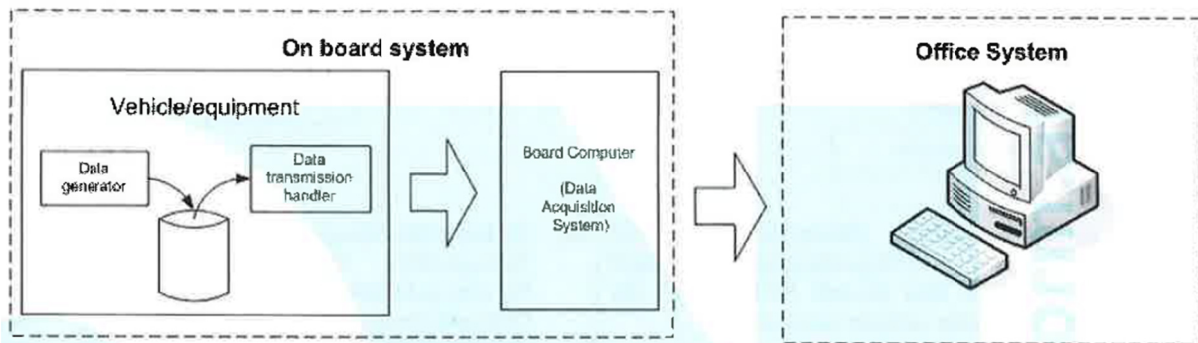 On board system
Vehicle/equipment
Data
generator
Data
transmission
handler
Board Computer
(Data
Acquisition
System)
Office System